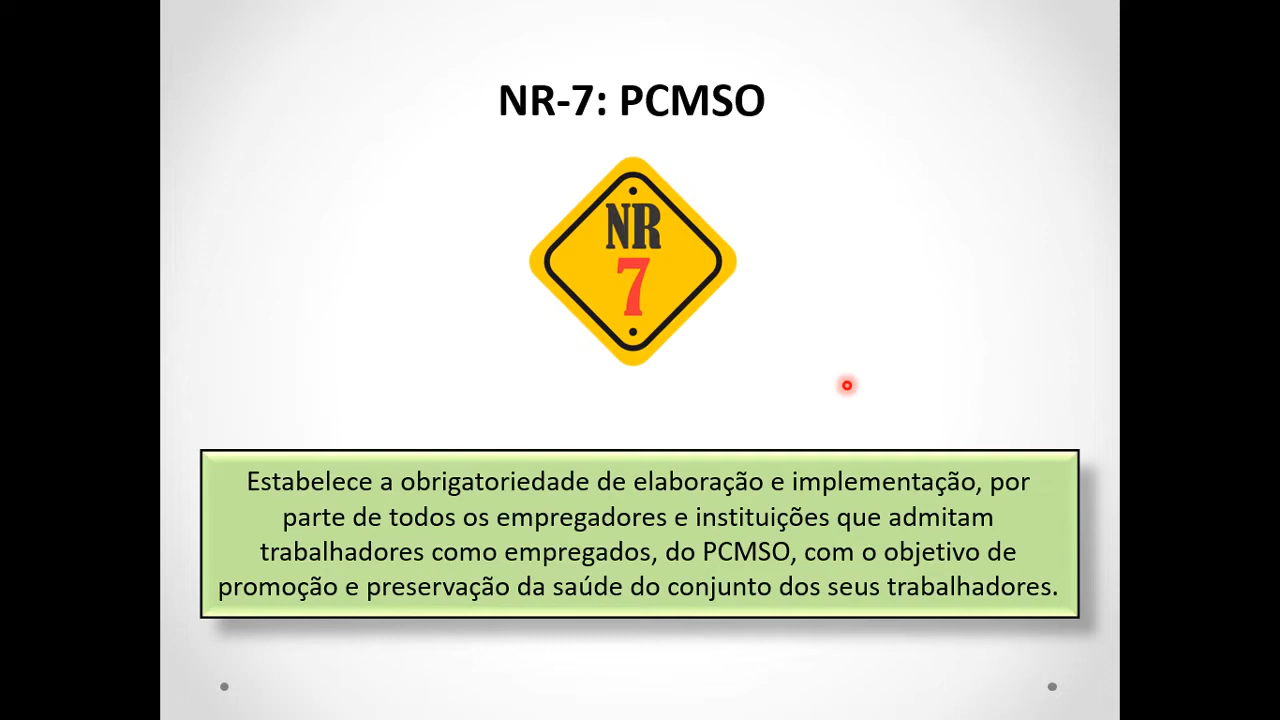 NR-7: PCMSO
NR
7
Estabelece a obrigatoriedade de elaboração e implementação, por
parte de todos os empregadores e instituições que admitam
trabalhadores como empregados, do PCMSO, com o objetivo de
promoção e preservação da saúde do conjunto dos seus trabalhadores.